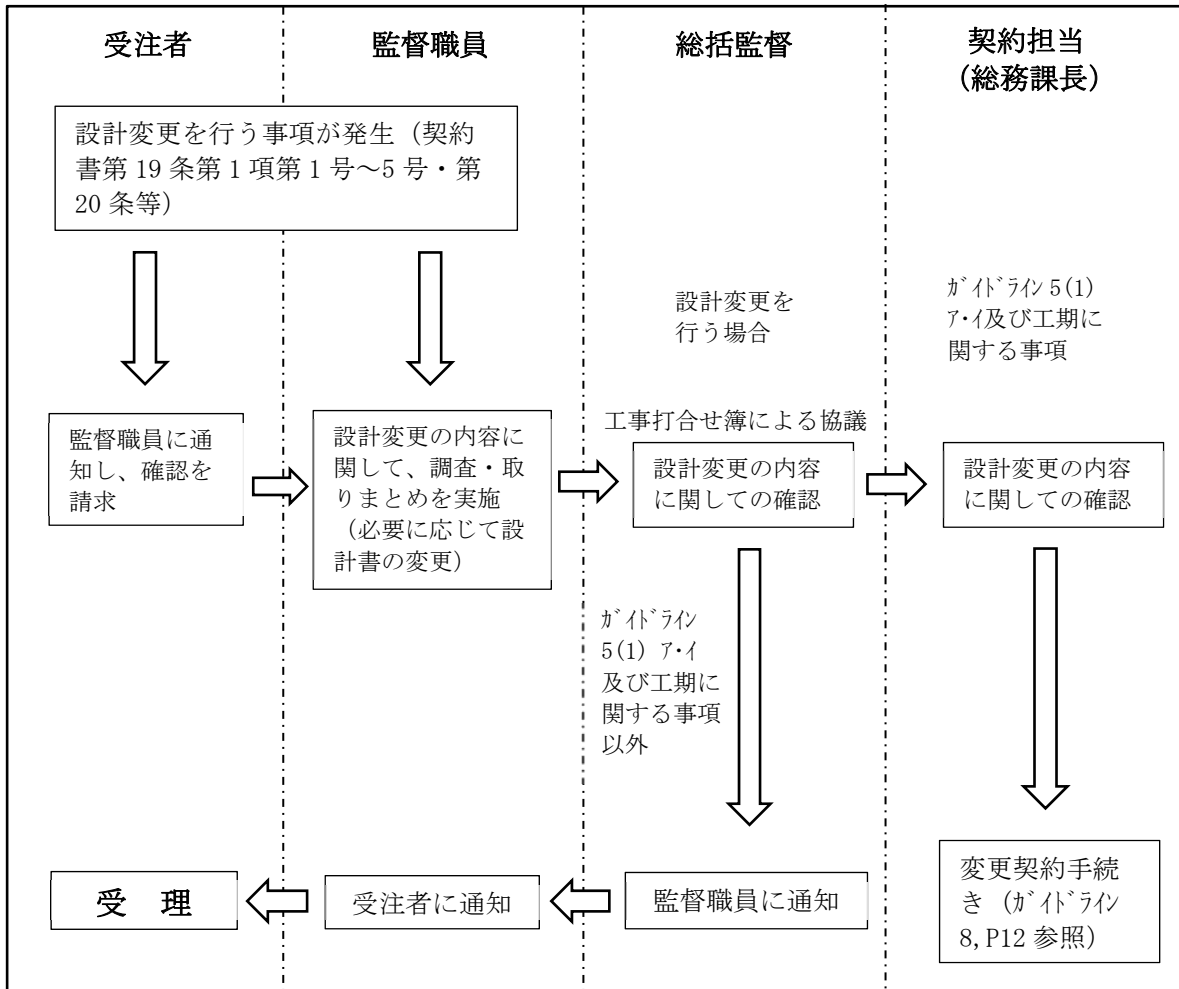 受注者
監督職員
総括監督
契約担当
（総務課長）
設計変更を行う事項が発生（契約
書第 19 条第 1 項第 1 号～5 号・第
20 条等）
設計変更を
行う場合
ｶﾞｲﾄﾞﾗｲﾝ 5(1)
ｱ・ｲ及び工期に
関する事項
監督職員に通
知し、確認を
請求
設計変更の内容に
関して、調査・取
りまとめを実施
（必要に応じて設
計書の変更）
工事打合せ簿による協議
設計変更の内容
に関しての確認
設計変更の内容
に関しての確認
ｶﾞｲﾄﾞﾗｲﾝ
5(1) ｱ・ｲ
及び工期に
関する事項
以外
受　理
受注者に通知
監督職員に通知
変更契約手続
き（ｶﾞｲﾄﾞﾗｲﾝ
8,P12 参照）